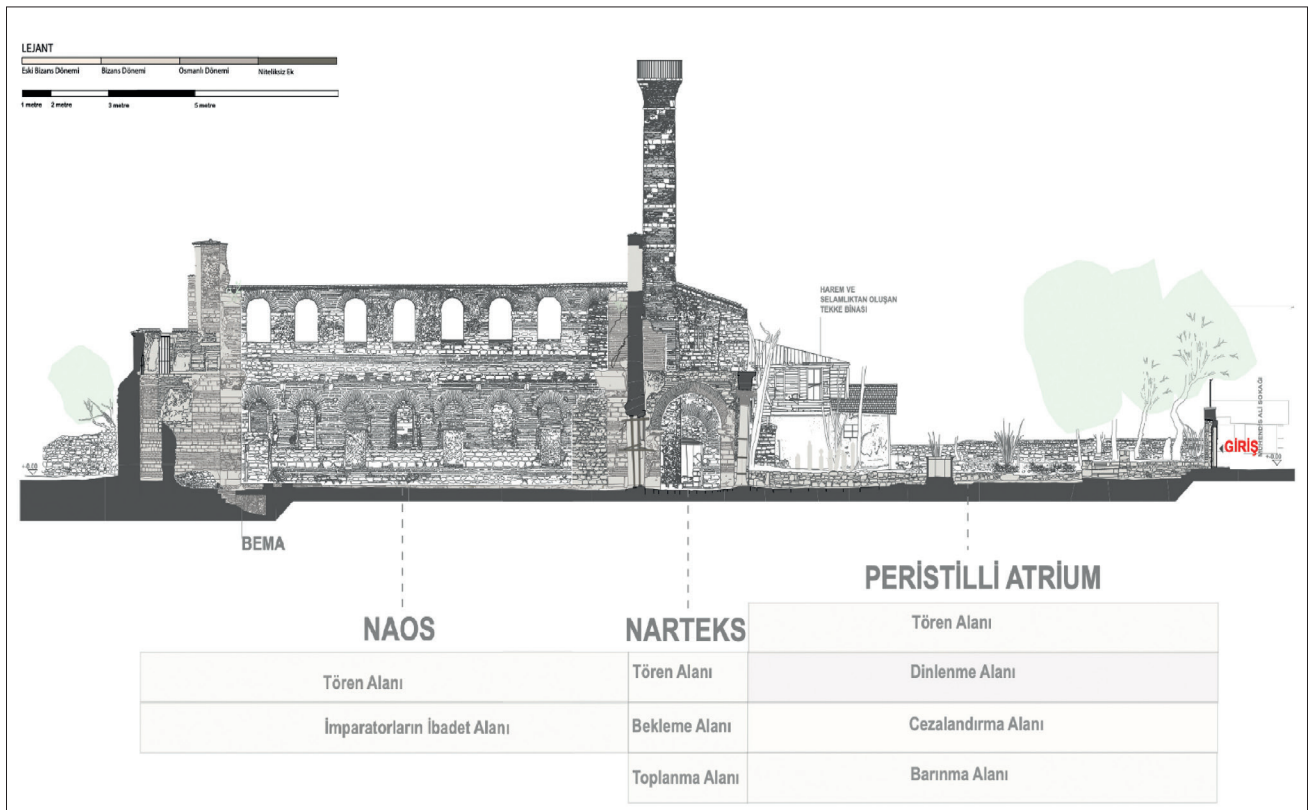 LEJANT
Eski Bizans Dönemi Bizans Dönemi Osmanlı Dönemi Niteliksiz Ek
1 metre 2 metre 3 metre 5 metre
HAREM VE
SELAMLIKTAN OLUŞAN
TEKKE BİNASI
GİRİŞ
BEMA
NAOS
Tören Alanı
İmparatorların İbadet Alanı
NARTEKS
Tören Alanı
Bekleme Alanı
Toplanma Alanı
PERİSTİLLİ ATRIUM
Tören Alanı
Dinlenme Alanı
Cezalandırma Alanı
Barınma Alanı